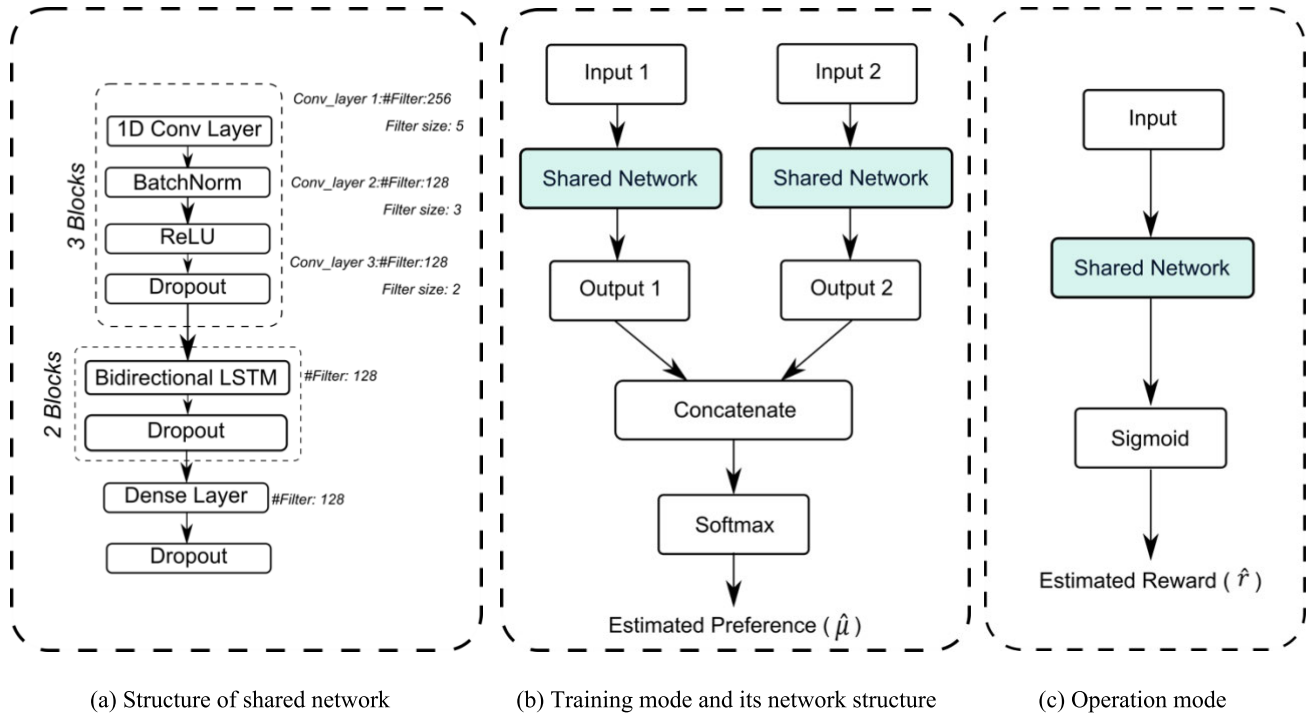 3 Blocks
1D Conv Layer
BatchNorm
ReLU
Dropout
Conv_layer 1:#Filter:256
Filter size: 5
Conv_layer 2:#Filter:128
Filter size: 3
Conv_layer 3:#Filter:128
Filter size: 2
2 Blocks
Bidirectional LSTM
#Filter: 128
Dropout
Dense Layer
#Filter: 128
Dropout
(a) Structure of shared network
Input 1
Input 2
Shared Network
Shared Network
Output 1
Output 2
Concatenate
Softmax
Estimated Preference ( μ̂ )
(b) Training mode and its network structure
Input
Shared Network
Sigmoid
Estimated Reward ( r̂ )
(c) Operation mode